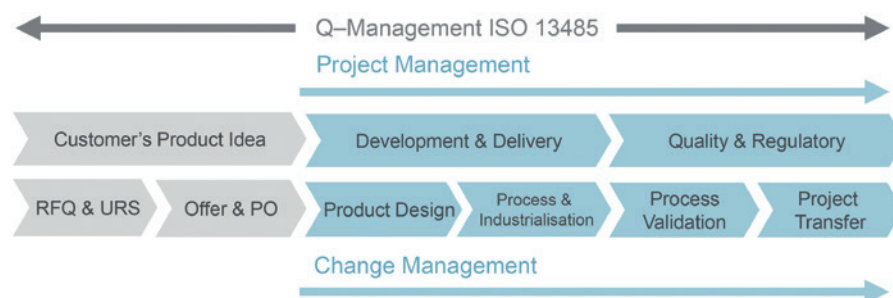 Q–Management ISO 13485
Project Management
Customer's Product Idea
Development & Delivery
Quality & Regulatory
RFQ & URS
Offer & PO
Product Design
Process &
Industrialisation
Process
Validation
Project
Transfer
Change Management